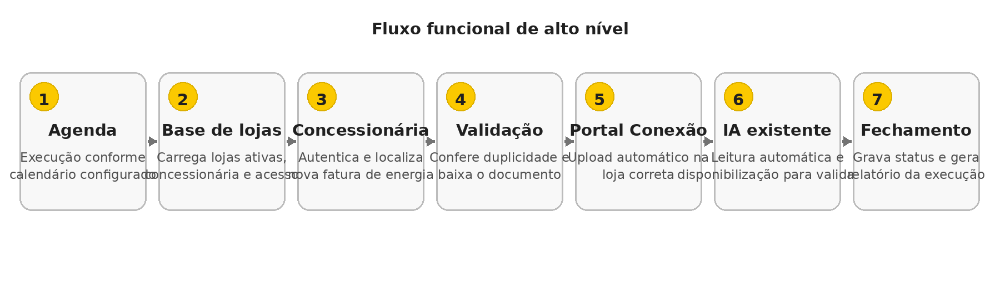 Fluxo funcional de alto nível
1
Agenda
Execução conforme
calendário configurado
2
Base de lojas
Carrega lojas ativas,
concessionária e acesso
3
Concessionária
Autentica e localiza
nova fatura de energia
4
Validação
Confere duplicidade e
baixa o documento
5
Portal Conexão
Upload automático na
loja correta
6
IA existente
Leitura automática e
disponibilização para validar
7
Fechamento
Grava status e gera
relatório da execução